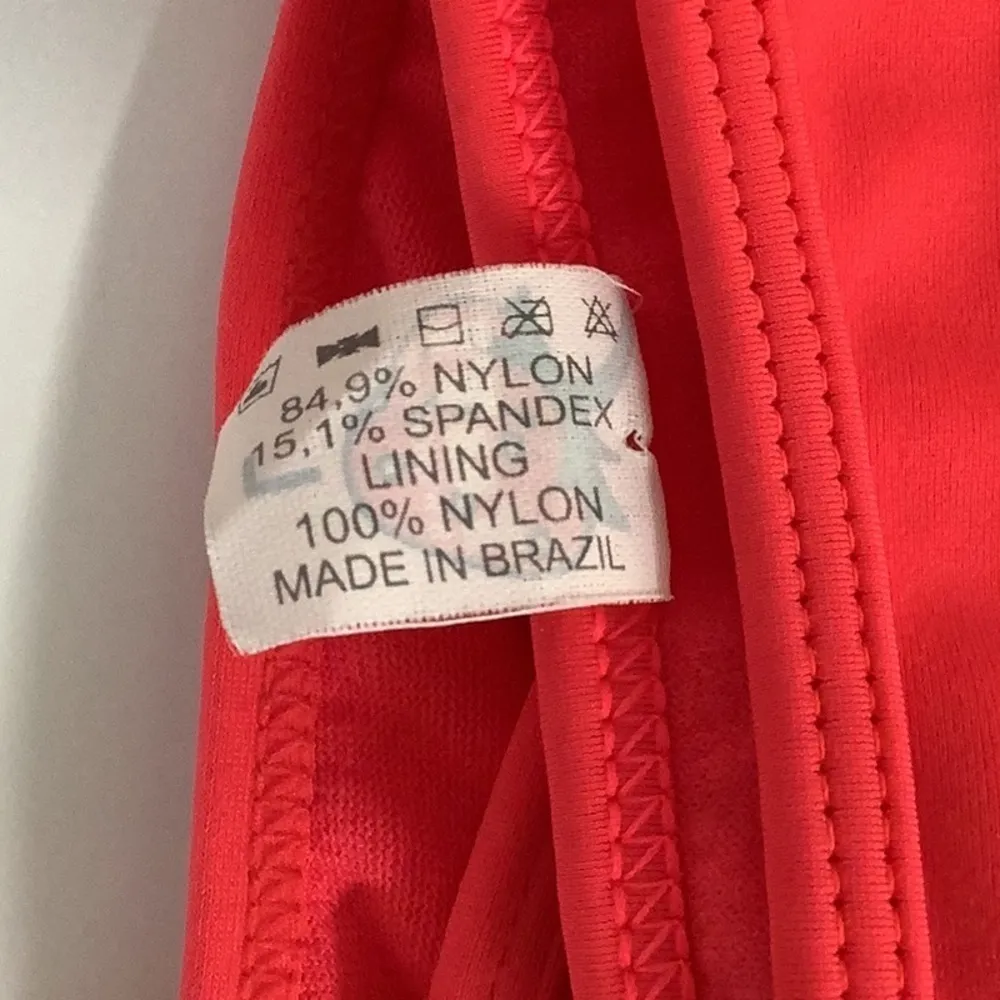 84,9% NYLON
15,1% SPANDEX
LINING
100% NYLON
MADE IN BRAZIL